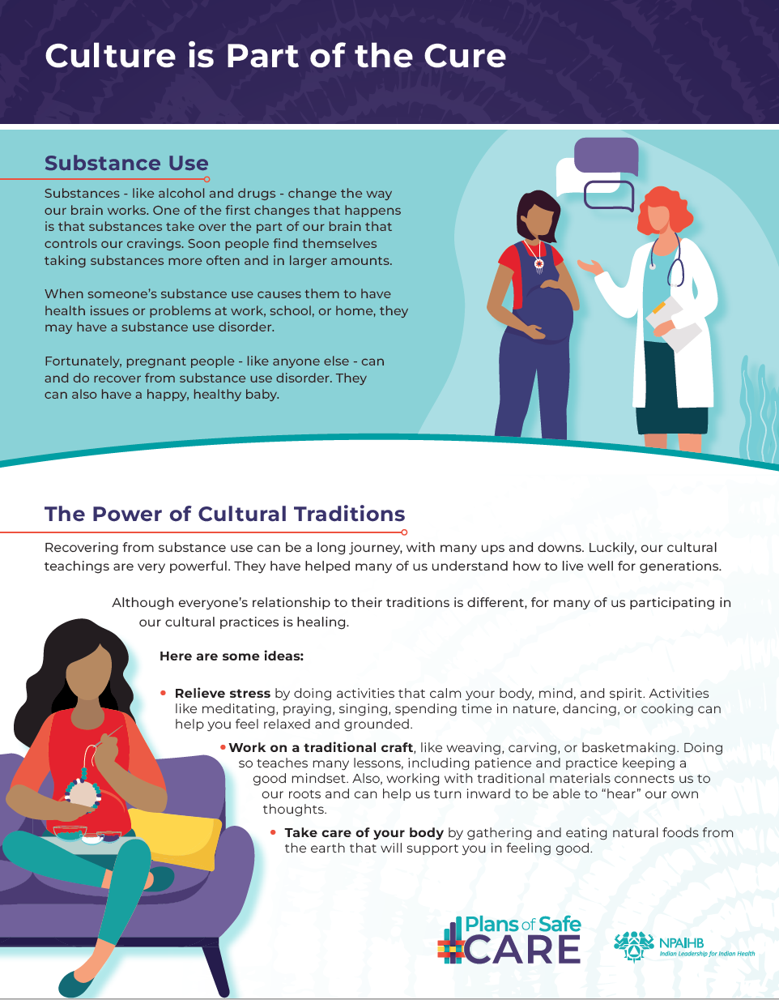 Culture is Part of the Cure
Substance Use
Substances - like alcohol and drugs - change the way
our brain works. One of the first changes that happens
is that substances take over the part of our brain that
controls our cravings. Soon people find themselves
taking substances more often and in larger amounts.
When someone's substance use causes them to have
health issues or problems at work, school, or home, they
may have a substance use disorder.
Fortunately, pregnant people - like anyone else - can
and do recover from substance use disorder. They
can also have a happy, healthy baby.
The Power of Cultural Traditions
Recovering from substance use can be a long journey, with many ups and downs. Luckily, our cultural
teachings are very powerful. They have helped many of us understand how to live well for generations.
Although everyone's relationship to their traditions is different, for many of us participating in
our cultural practices is healing.
Here are some ideas:
• Relieve stress by doing activities that calm your body, mind, and spirit. Activities
like meditating, praying, singing, spending time in nature, dancing, or cooking can
help you feel relaxed and grounded.
• Work on a traditional craft, like weaving, carving, or basketmaking. Doing
so teaches many lessons, including patience and practice keeping a
good mindset. Also, working with traditional materials connects us to
our roots and can help us turn inward to be able to “hear” our own
thoughts.
• Take care of your body by gathering and eating natural foods from
the earth that will support you in feeling good.
Plans of Safe
CARE
NPAIHB
Indian Leadership for Indian Health